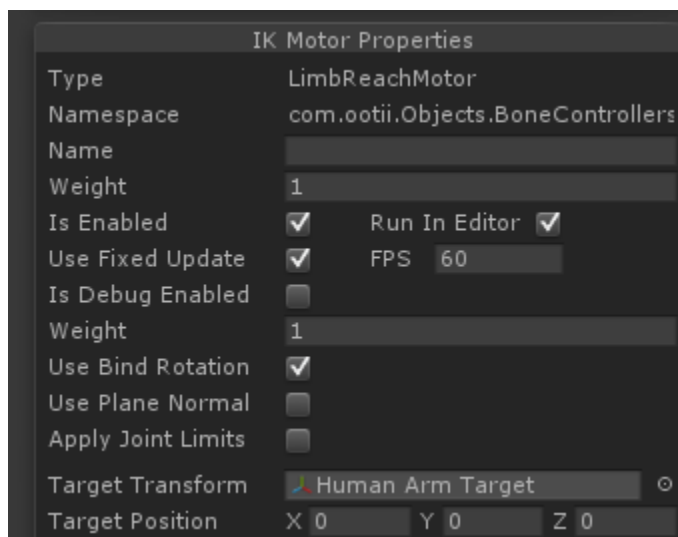 IK Motor Properties
Type LimbReachMotor
Namespace com.ootii.Objects.BoneControllers
Name
Weight 1
Is Enabled Run In Editor
Use Fixed Update FPS 60
Is Debug Enabled
Weight 1
Use Bind Rotation
Use Plane Normal
Apply Joint Limits
Target Transform Human Arm Target
Target Position X 0 Y 0 Z 0